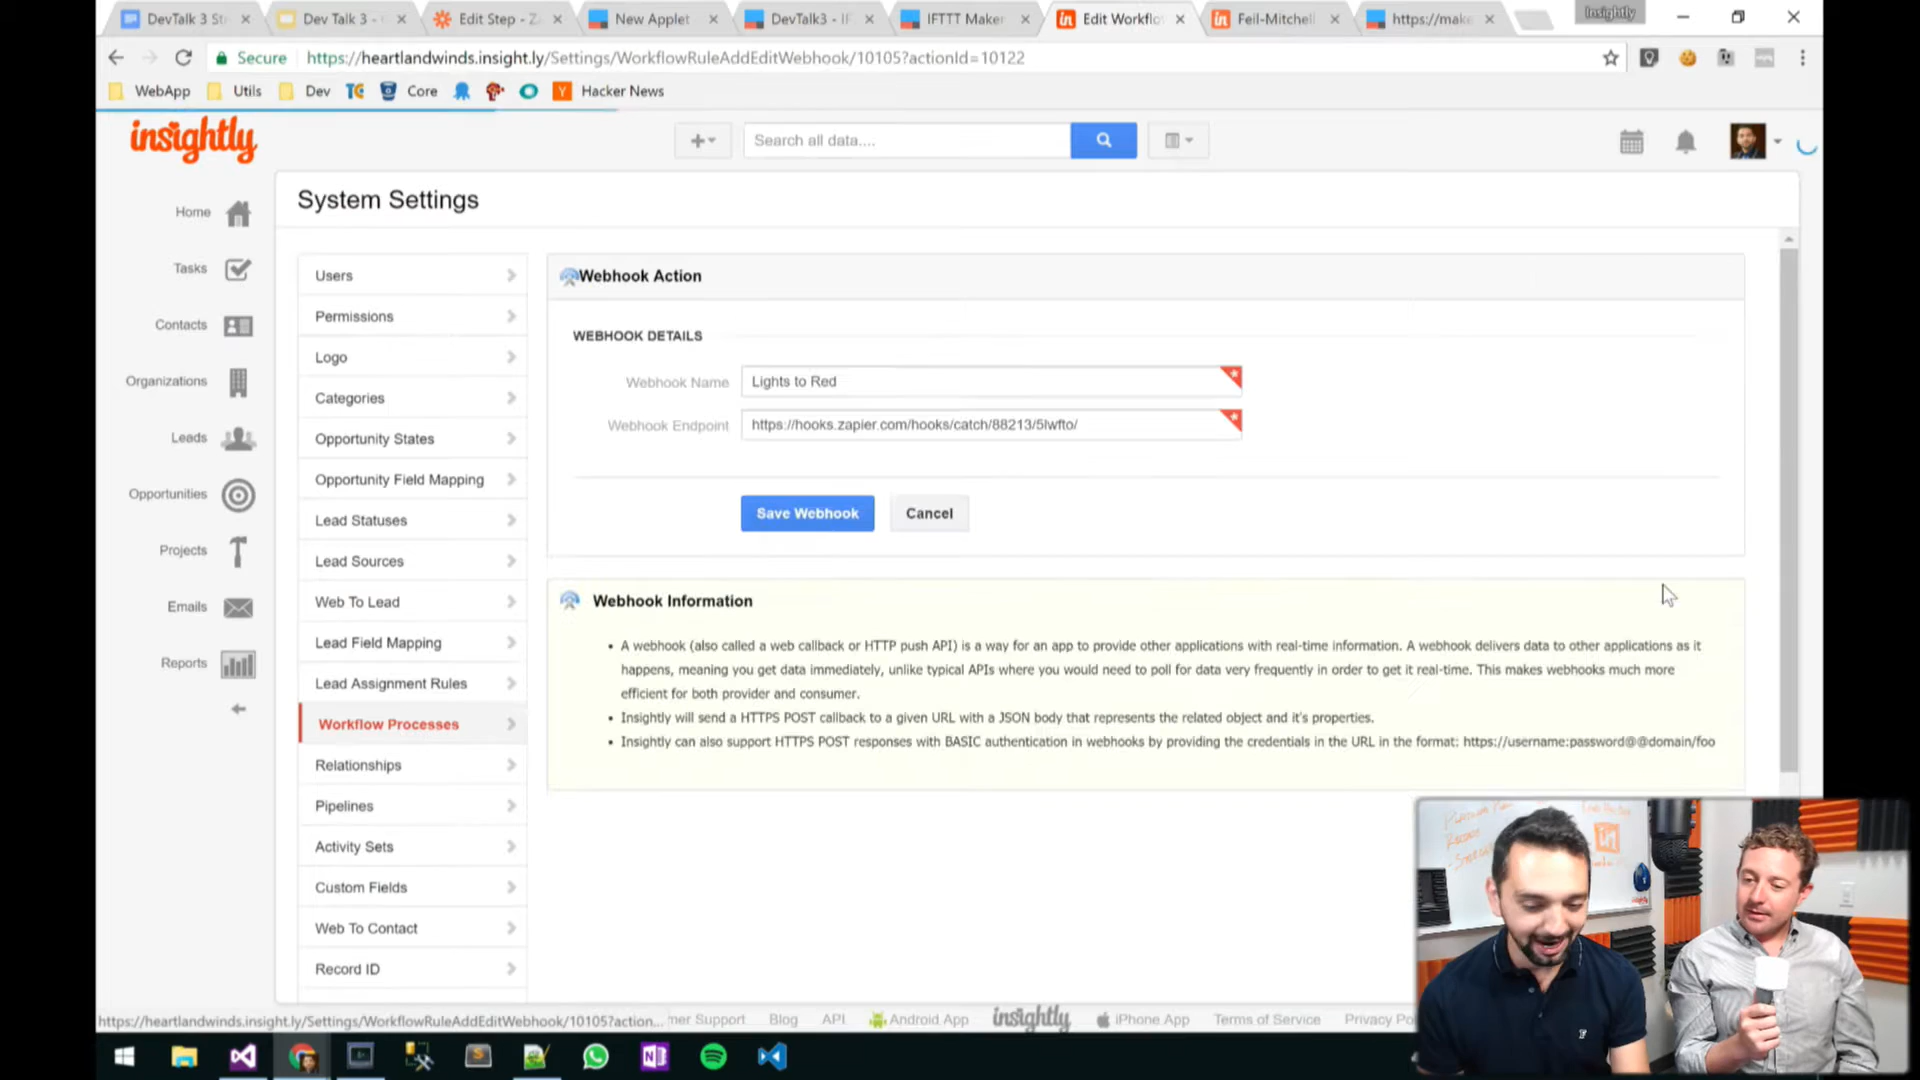 DevTalk 3 St
Dev Talk 3 -
Edit Step - Z
New Applet
DevTalk3 - IF
IFTTT Maker
Edit Workflo
Feil-Mitchell
https://make
Insightly
Secure
https://heartlandwinds.insight.ly/Settings/WorkflowRuleAddEditWebhook/10105?actionId=10122
WebApp
Utils
Dev
Core
Hacker News
insightly
Search all data....
Home
Tasks
Contacts
Organizations
Leads
Opportunities
Projects
Emails
Reports
System Settings
Users
Permissions
Logo
Categories
Opportunity States
Opportunity Field Mapping
Lead Statuses
Lead Sources
Web To Lead
Lead Field Mapping
Lead Assignment Rules
Workflow Processes
Relationships
Pipelines
Activity Sets
Custom Fields
Web To Contact
Record ID
Webhook Action
WEBHOOK DETAILS
Webhook Name
Lights to Red
Webhook Endpoint
https://hooks.zapier.com/hooks/catch/88213/5lwfto/
Save Webhook
Cancel
Webhook Information
• A webhook (also called a web callback or HTTP push API) is a way for an app to provide other applications with real-time information. A webhook delivers data to other applications as it
happens, meaning you get data immediately, unlike typical APIs where you would need to poll for data very frequently in order to get it real-time. This makes webhooks much more
efficient for both provider and consumer.
• Insightly will send a HTTPS POST callback to a given URL with a JSON body that represents the related object and it's properties.
• Insightly can also support HTTPS POST responses with BASIC authentication in webhooks by providing the credentials in the URL in the format: https://username:password@@domain/foo
https://heartlandwinds.insight.ly/Settings/WorkflowRuleAddEditWebhook/10105?action...
mer Support
Blog
API
Android App
insightly
iPhone App
Terms of Service
Privacy Po